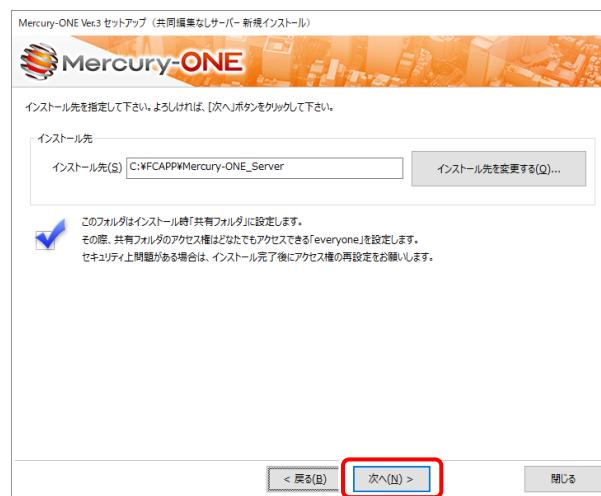 Mercury-ONE Ver.3 セットアップ（共同編集なしサーバー 新規インストール）
Mercury-ONE
インストール先を指定して下さい。よろしければ、[次へ]ボタンをクリックして下さい。
インストール先
インストール先(S) C:¥FCAPP¥Mercury-ONE_Server インストール先を変更する(O)...
このフォルダはインストール時「共有フォルダ」に設定します。
その際、共有フォルダのアクセス権はどなたでもアクセスできる「everyone」を設定します。
セキュリティ上問題がある場合は、インストール完了後にアクセス権の再設定をお願いします。
< 戻る(B) 次へ(N) > 閉じる